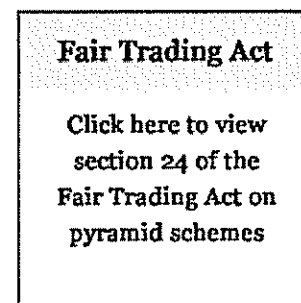 Fair Trading Act
Click here to view
section 24 of the
Fair Trading Act on
pyramid schemes